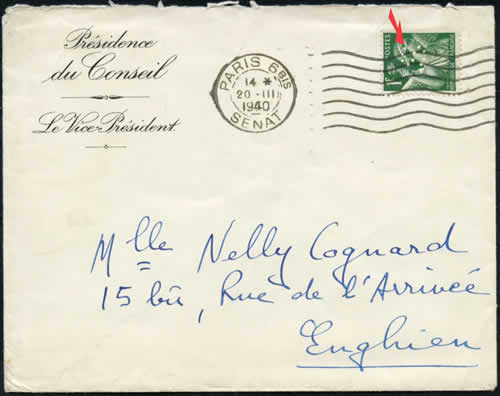 Présidence
du Conseil
Le Vice-Président
PARIS 6 BIS
14 *
20 - III
1940
SENAT
POSTES
Mlle Nelly Cognard
15 bis, Rue de l'Arrivée
Enghien